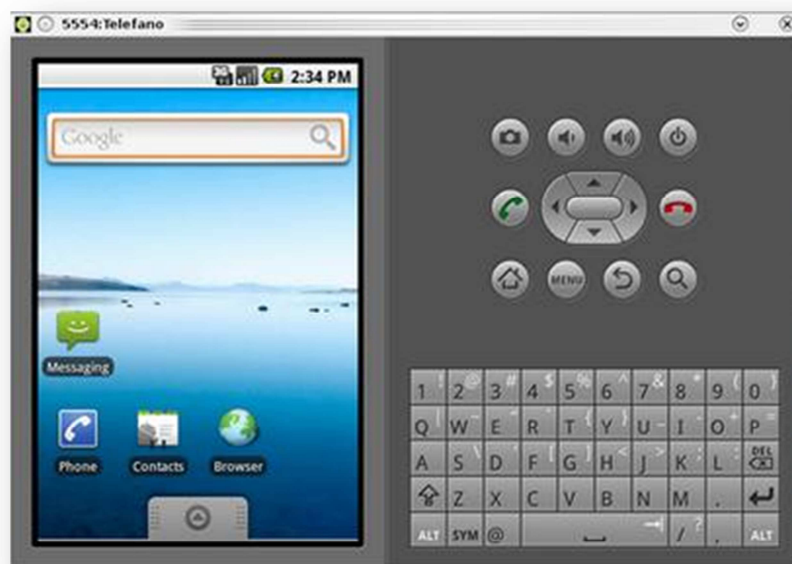 5554:Telefano
3G 2:34 PM
Google
Messaging
Phone Contacts Browser
MENU
1 ! 2 @ 3 # 4 $ 5 % 6 ^ 7 & 8 * 9 ( 0 )
Q | W ~ E " R ` T { Y } U _ I - O + P =
A S \ D ' F [ G ] H < J > K ; L : DEL
Z X C V B N M .
ALT SYM @ / ? , ALT